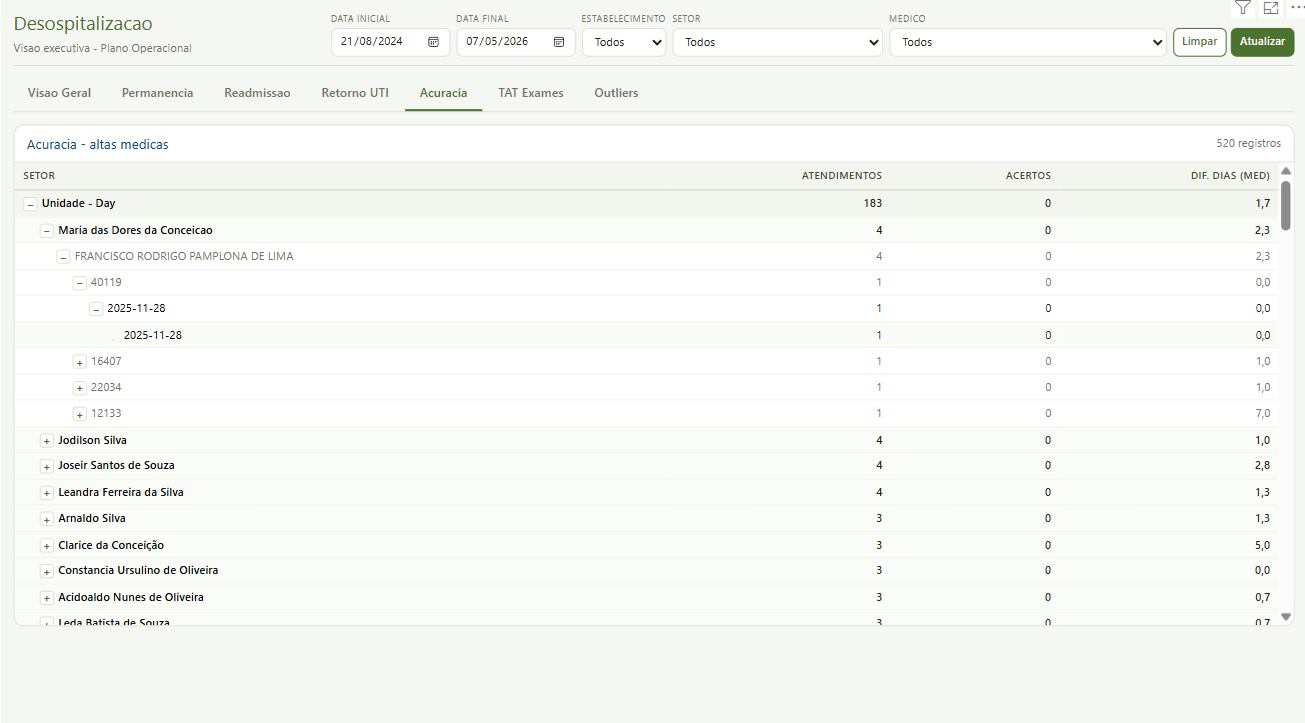 Desospitalizacao
Visao executiva - Plano Operacional
DATA INICIAL DATA FINAL ESTABELECIMENTO SETOR MEDICO
21/08/2024 07/05/2026 Todos Todos Todos Limpar Atualizar
Visao Geral Permanencia Readmissao Retorno UTI Acuracia TAT Exames Outliers
Acuracia - altas medicas 520 registros
SETOR ATENDIMENTOS ACERTOS DIF. DIAS (MED)
Unidade - Day 183 0 1,7
Maria das Dores da Conceicao 4 0 2,3
FRANCISCO RODRIGO PAMPLONA DE LIMA 4 0 2,3
40119 1 0 0,0
2025-11-28 1 0 0,0
2025-11-28 1 0 0,0
16407 1 0 1,0
22034 1 0 1,0
12133 1 0 7,0
Jodilson Silva 4 0 1,0
Joseir Santos de Souza 4 0 2,8
Leandra Ferreira da Silva 4 0 1,3
Arnaldo Silva 3 0 1,3
Clarice da Conceição 3 0 5,0
Constancia Ursulino de Oliveira 3 0 0,0
Acidoaldo Nunes de Oliveira 3 0 0,7
Leda Batista de Souza 3 0 0,7